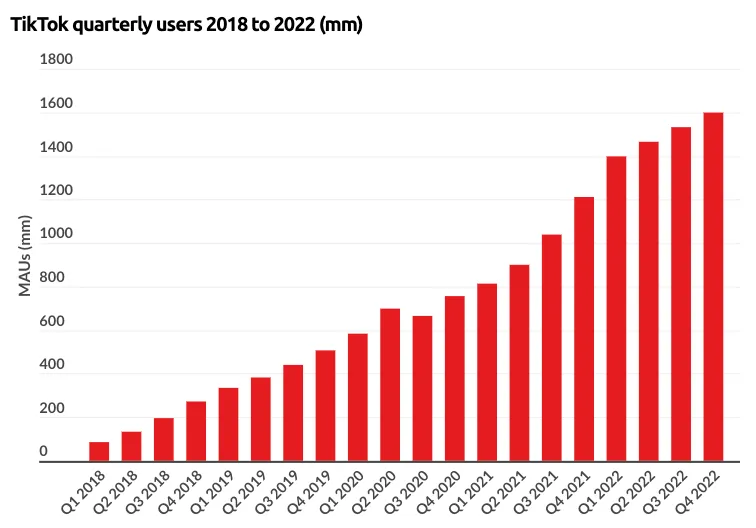 TikTok quarterly users 2018 to 2022 (mm)
1800
1600
1400
1200
1000
800
600
400
200
0
MAUs (mm)
Q1 2018
Q2 2018
Q3 2018
Q4 2018
Q1 2019
Q2 2019
Q3 2019
Q4 2019
Q1 2020
Q2 2020
Q3 2020
Q4 2020
Q1 2021
Q2 2021
Q3 2021
Q4 2021
Q1 2022
Q2 2022
Q3 2022
Q4 2022